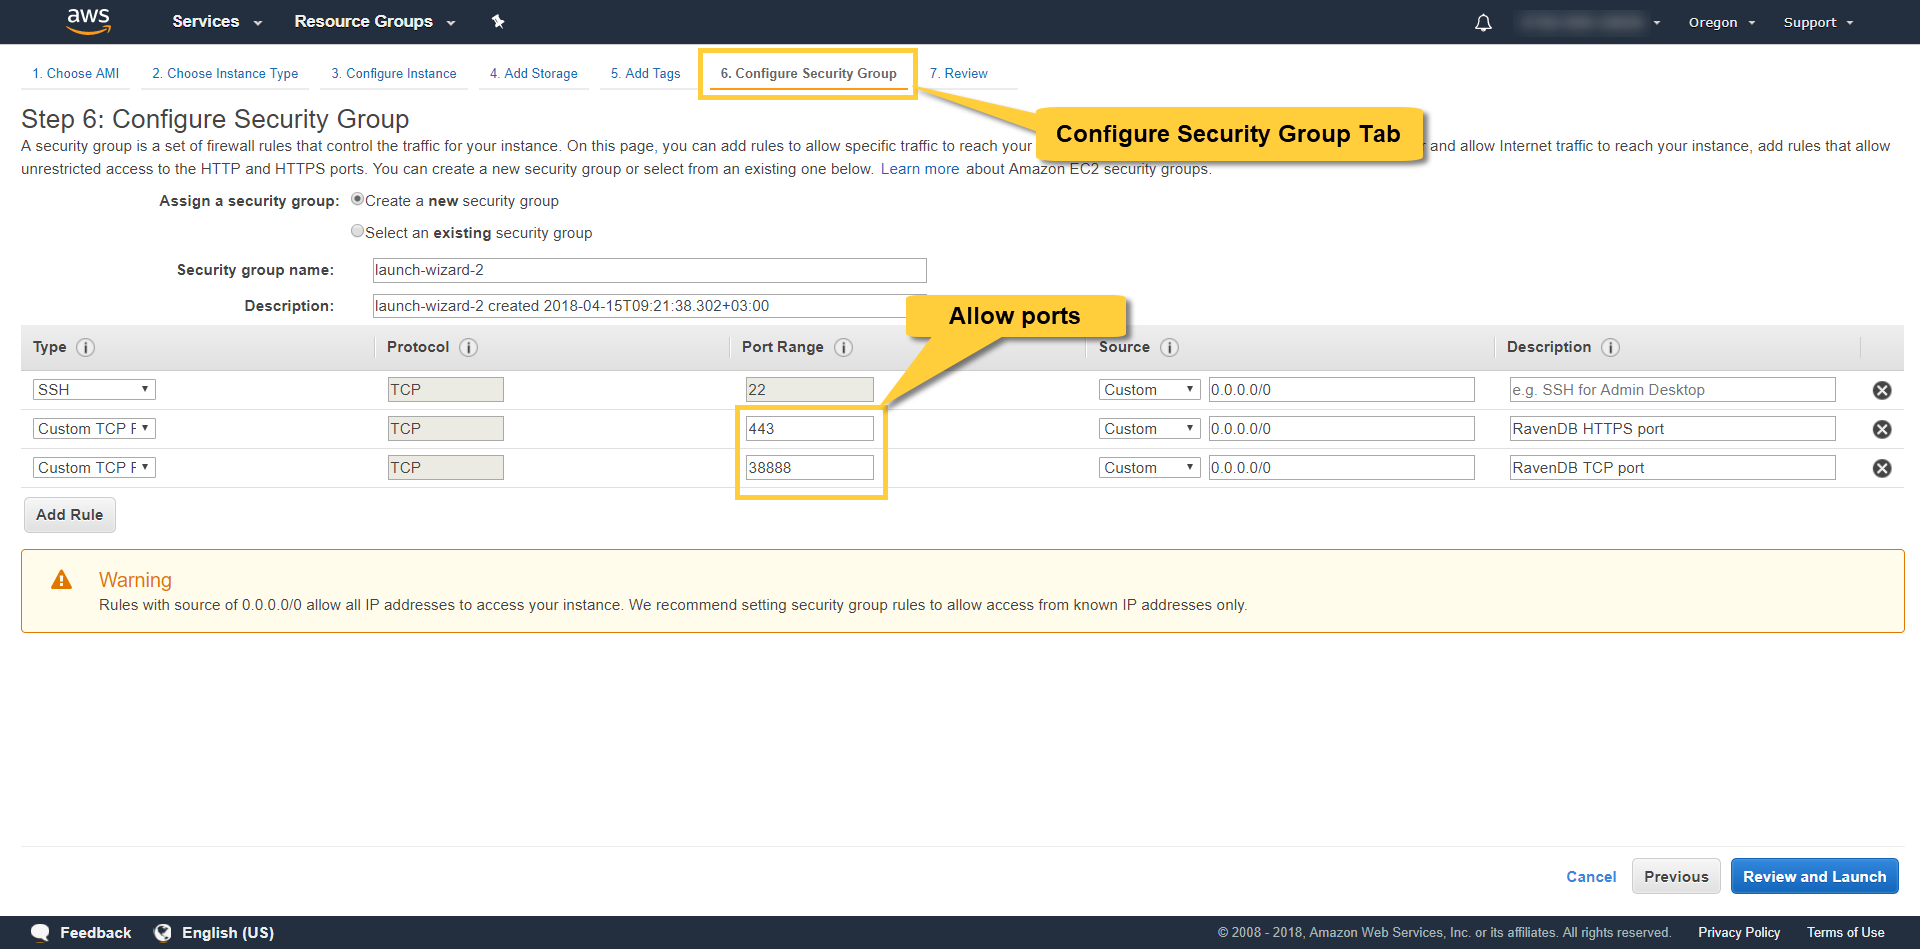 aws Services Resource Groups Oregon Support
1. Choose AMI 2. Choose Instance Type 3. Configure Instance 4. Add Storage 5. Add Tags 6. Configure Security Group 7. Review
Step 6: Configure Security Group
Configure Security Group Tab
A security group is a set of firewall rules that control the traffic for your instance. On this page, you can add rules to allow specific traffic to reach your and allow Internet traffic to reach your instance, add rules that allow
unrestricted access to the HTTP and HTTPS ports. You can create a new security group or select from an existing one below. Learn more about Amazon EC2 security groups.
Assign a security group: Create a new security group
Select an existing security group
Security group name: launch-wizard-2
Description: launch-wizard-2 created 2018-04-15T09:21:38.302+03:00
Allow ports
Type i Protocol i Port Range i Source i Description i
SSH TCP 22 Custom 0.0.0.0/0 e.g. SSH for Admin Desktop
Custom TCP TCP 443 Custom 0.0.0.0/0 RavenDB HTTPS port
Custom TCP TCP 38888 Custom 0.0.0.0/0 RavenDB TCP port
Add Rule
Warning
Rules with source of 0.0.0.0/0 allow all IP addresses to access your instance. We recommend setting security group rules to allow access from known IP addresses only.
Cancel Previous Review and Launch
Feedback English (US) © 2008 - 2018, Amazon Web Services, Inc. or its affiliates. All rights reserved. Privacy Policy Terms of Use